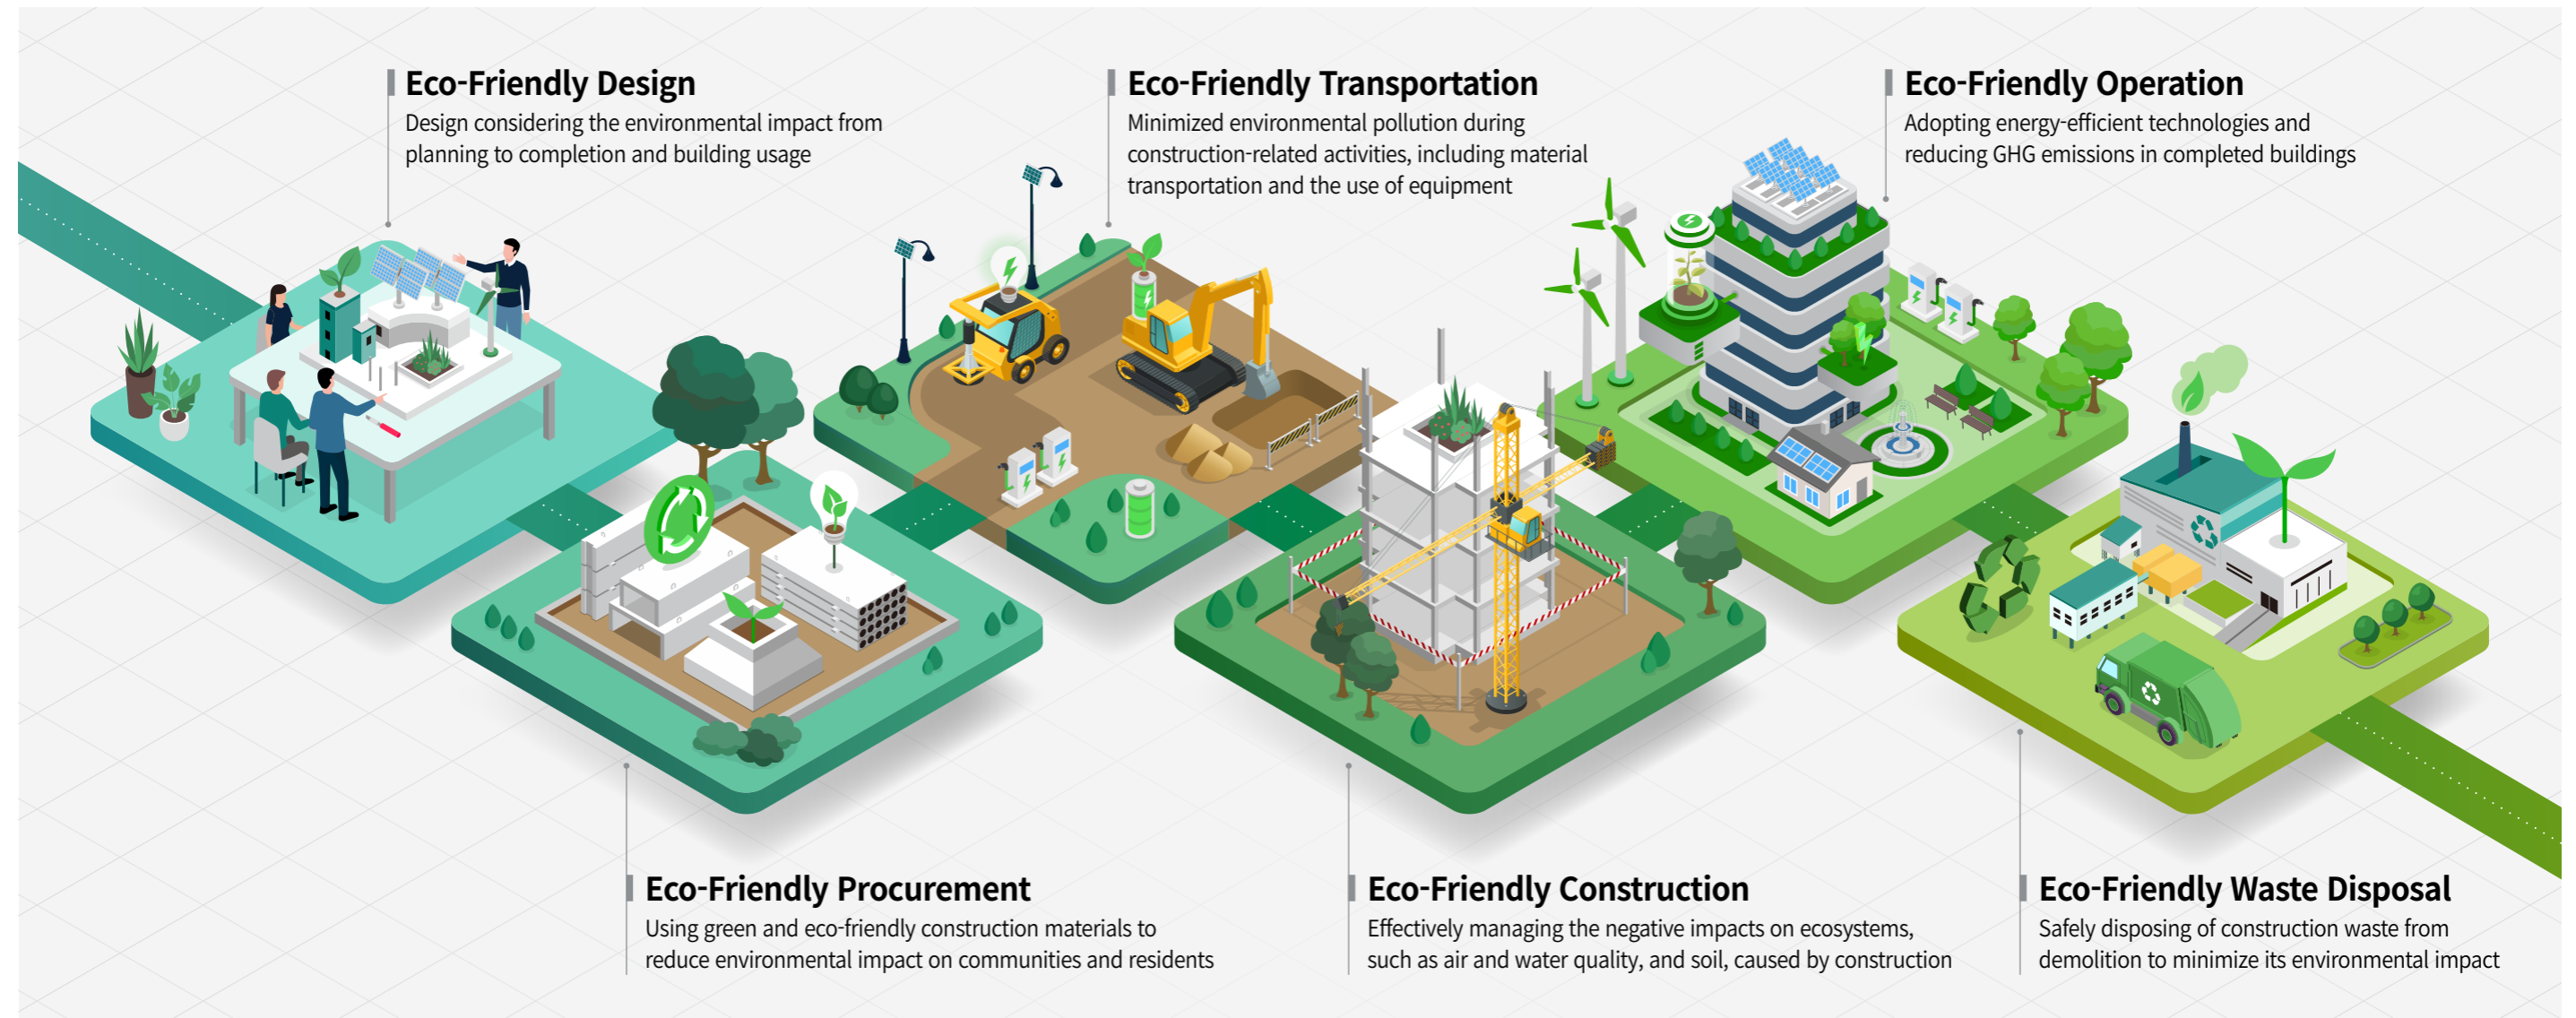 Eco-Friendly Design
Design considering the environmental impact from
planning to completion and building usage
Eco-Friendly Transportation
Minimized environmental pollution during
construction-related activities, including material
transportation and the use of equipment
Eco-Friendly Operation
Adopting energy-efficient technologies and
reducing GHG emissions in completed buildings
Eco-Friendly Procurement
Using green and eco-friendly construction materials to
reduce environmental impact on communities and residents
Eco-Friendly Construction
Effectively managing the negative impacts on ecosystems,
such as air and water quality, and soil, caused by construction
Eco-Friendly Waste Disposal
Safely disposing of construction waste from
demolition to minimize its environmental impact